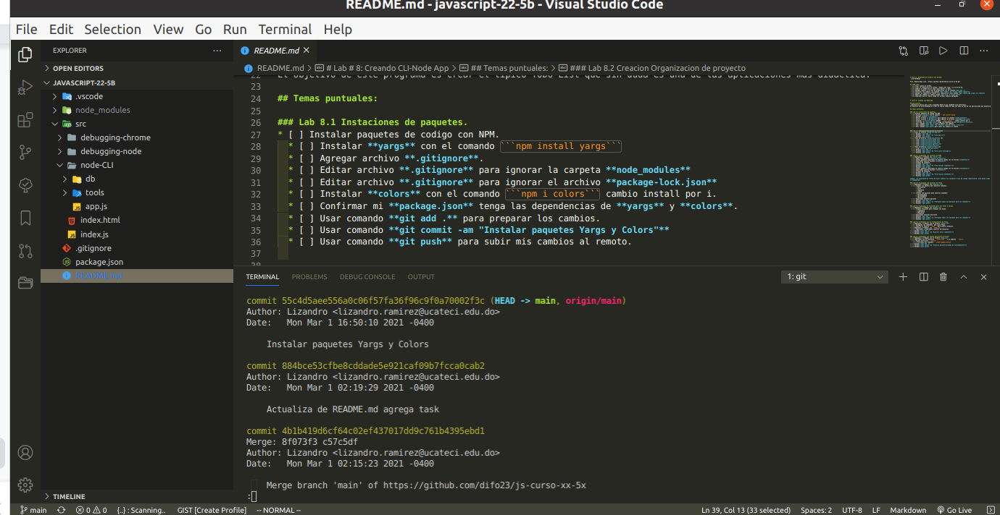 README.md - javascript-22-5b - Visual Studio Code
File Edit Selection View Go Run Terminal Help
EXPLORER
OPEN EDITORS
JAVASCRIPT-22-5B
.vscode
node_modules
src
debugging-chrome
debugging-node
node-CLI
db
tools
app.js
index.html
index.js
.gitignore
package.json
README.md
TIMELINE
README.md
README.md > # Lab # 8: Creando CLI-Node App > ## Temas puntuales: > ### Lab 8.2 Creacion Organizacion de proyecto
22 El objetivo de este programa es crear el tipico TODO List que sin duda es una de las aplicaciones mas didactica.
23
24 ## Temas puntuales:
25
26 ### Lab 8.1 Instaciones de paquetes.
27 * [ ] Instalar paquetes de codigo con NPM.
28 * [ ] Instalar **yargs** con el comando ```npm install yargs```
29 * [ ] Agregar archivo **.gitignore**.
30 * [ ] Editar archivo **.gitignore** para ignorar la carpeta **node_modules**
31 * [ ] Editar archivo **.gitignore** para ignorar el archivo **package-lock.json**
32 * [ ] Instalar **colors** con el comando ```npm i colors``` cambio install por i.
33 * [ ] Confirmar mi **package.json** tenga las dependencias de **yargs** y **colors**.
34 * [ ] Usar comando **git add .** para preparar los cambios.
35 * [ ] Usar comando **git commit -am "Instalar paquetes Yargs y Colors"**
36 * [ ] Usar comando **git push** para subir mis cambios al remoto.
37
38
TERMINAL PROBLEMS DEBUG CONSOLE OUTPUT 1: git
commit 55c4d5aee556a0c06f57fa36f96c9f0a70002f3c (HEAD -> main, origin/main)
Author: Lizandro <lizandro.ramirez@ucateci.edu.do>
Date: Mon Mar 1 16:50:10 2021 -0400
Instalar paquetes Yargs y Colors
commit 884bce53cfbe8cddade5e921caf09b7fcca0cab2
Author: Lizandro <lizandro.ramirez@ucateci.edu.do>
Date: Mon Mar 1 02:19:29 2021 -0400
Actualiza de README.md agrega task
commit 4b1b419d6cf64c02ef437017dd9c761b4395ebd1
Merge: 8f073f3 c57c5df
Author: Lizandro <lizandro.ramirez@ucateci.edu.do>
Date: Mon Mar 1 02:15:23 2021 -0400
Merge branch 'main' of https://github.com/difo23/js-curso-xx-5x
:
main 0 0 {..} : Scanning.. GIST [Create Profile] -- NORMAL -- Ln 39, Col 13 (33 selected) Spaces: 2 UTF-8 LF Markdown Go Live